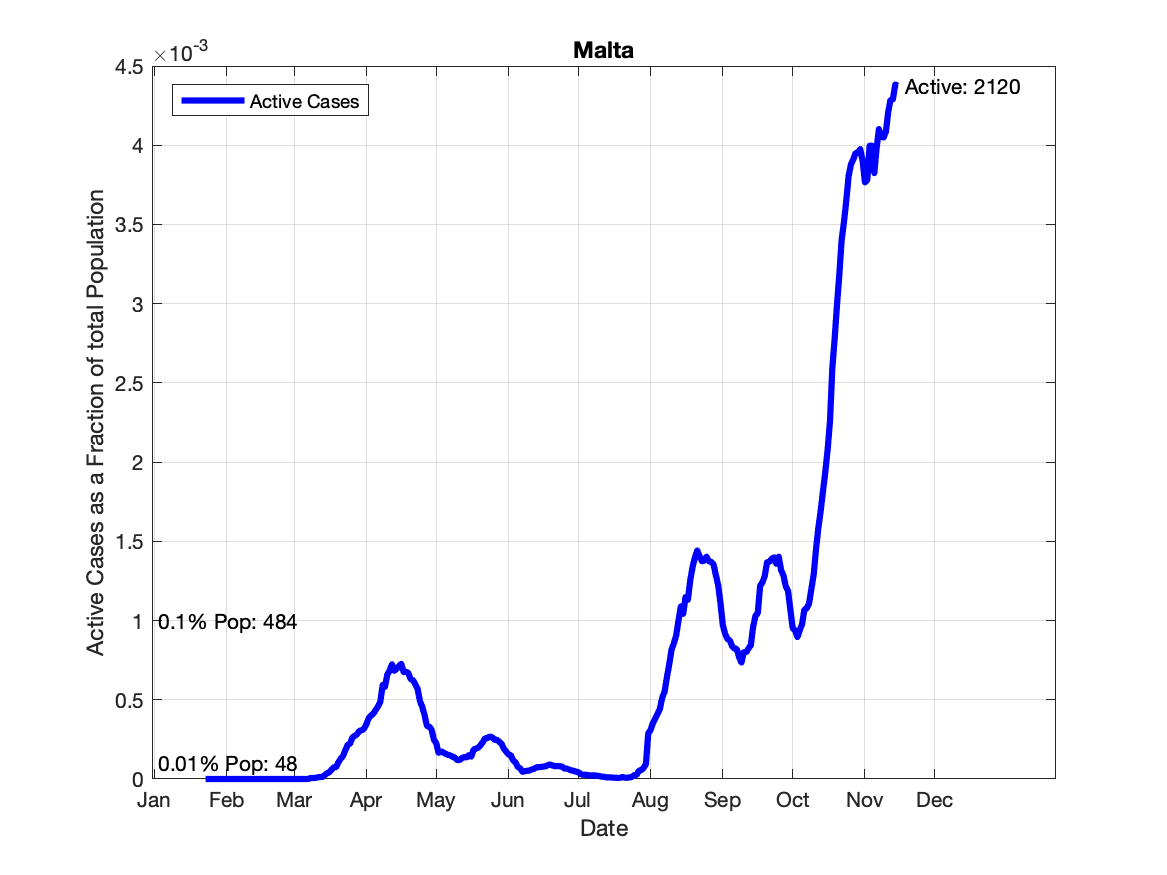 Malta
×10-3
4.5
4
3.5
3
2.5
2
1.5
1
0.5
0
Active Cases as a Fraction of total Population
Active Cases
Active: 2120
0.1% Pop: 484
0.01% Pop: 48
Jan Feb Mar Apr May Jun Jul Aug Sep Oct Nov Dec
Date